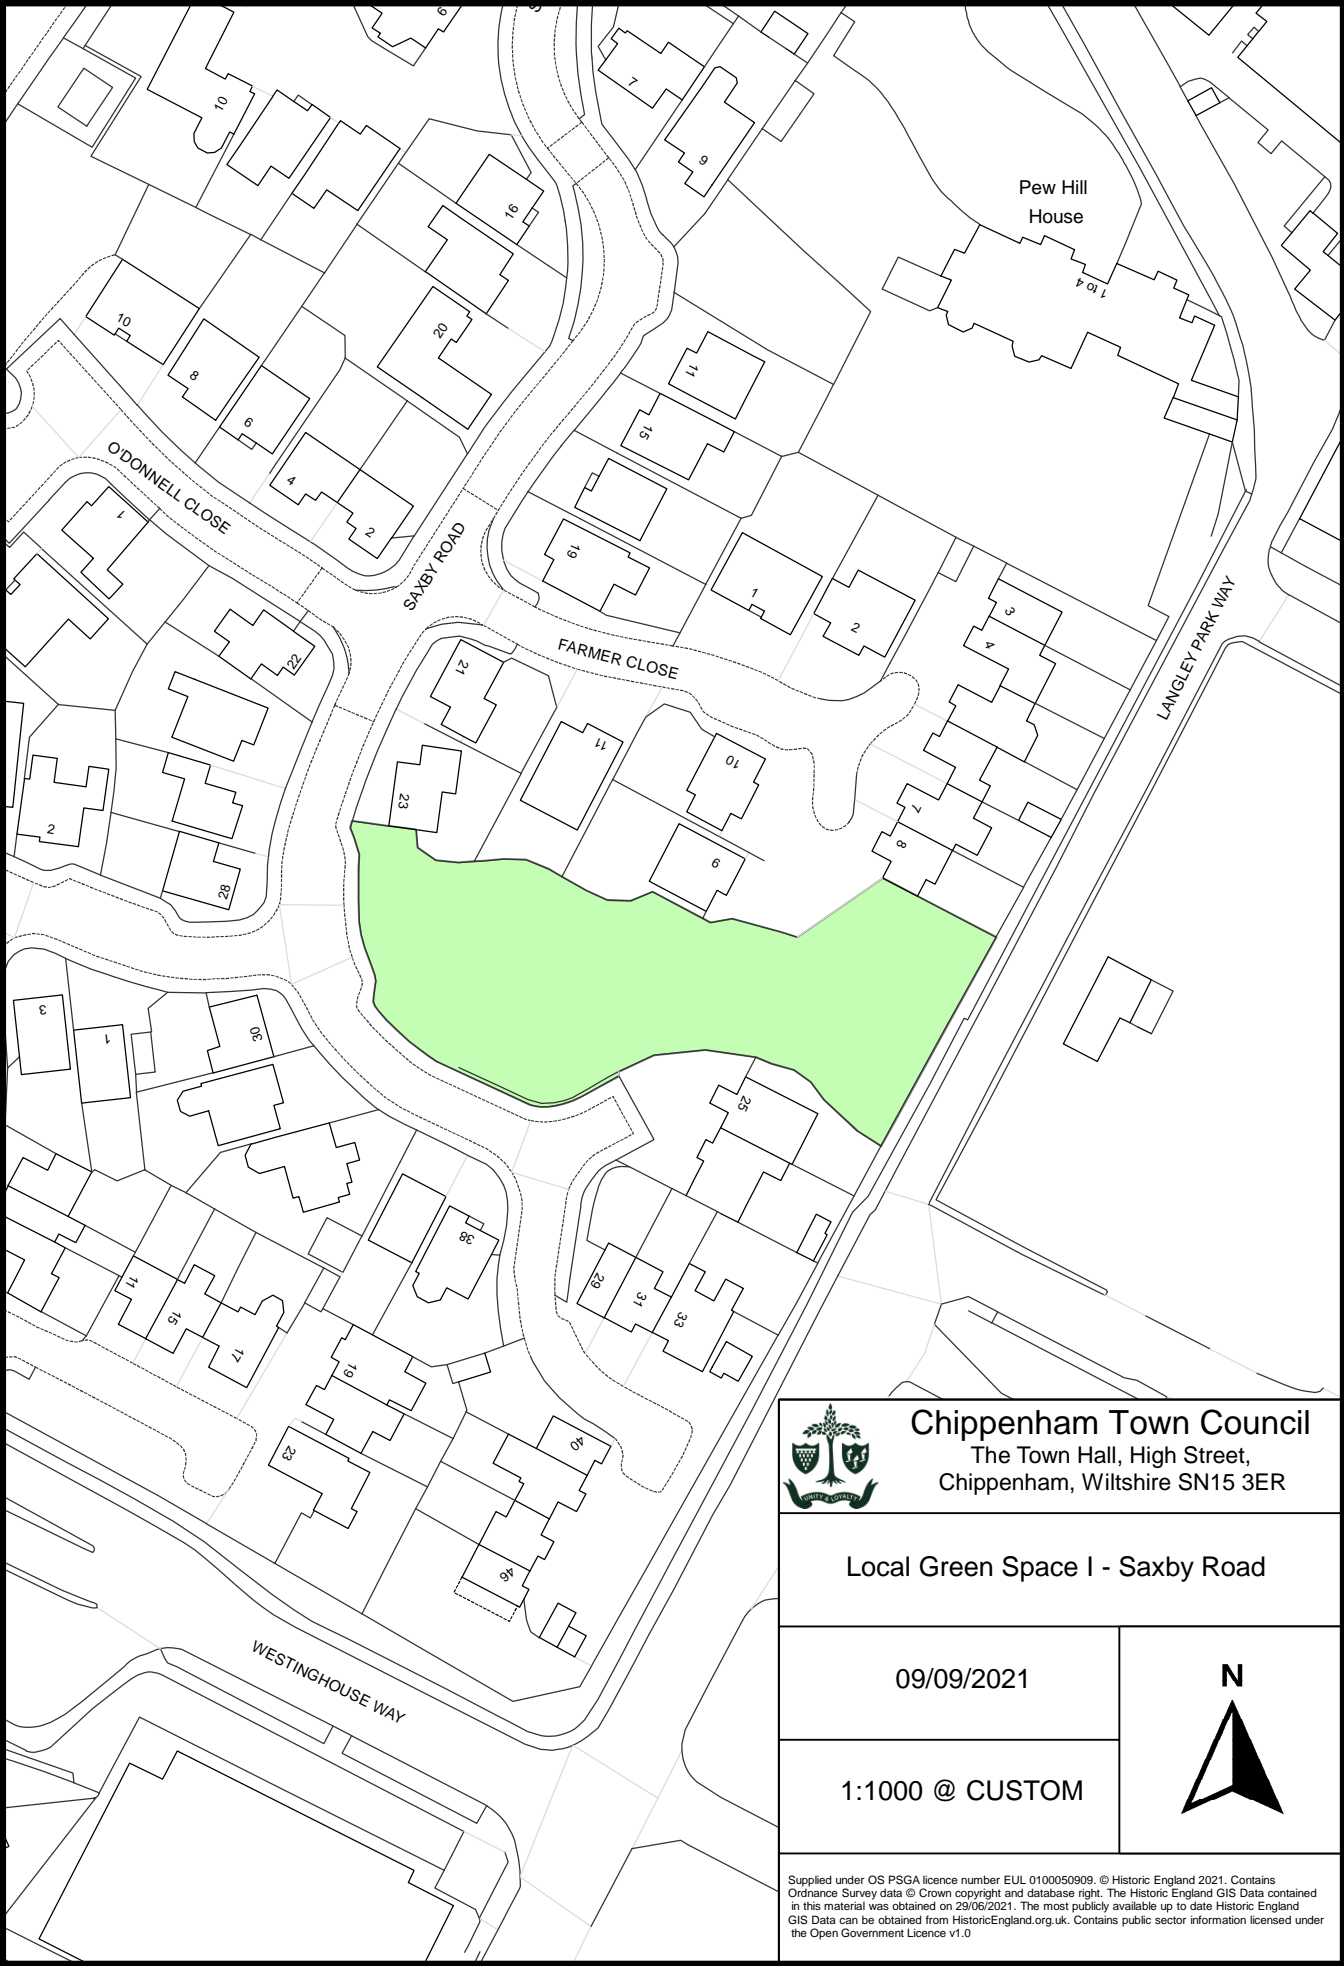 6
S
10
7
9
16
Pew Hill
House
1 to 4
10
20
8
11
6
15
4
O'DONNELL CLOSE
2
1
SAXBY ROAD
19
1
2
3
4
LANGLEY PARK WAY
22
FARMER CLOSE
21
11
10
23
7
2
8
9
28
3
1
30
25
38
29
31
33
11
15
17
19
40
23
46
WESTINGHOUSE WAY
UNITY & LOYALTY
Chippenham Town Council
The Town Hall, High Street,
Chippenham, Wiltshire SN15 3ER
Local Green Space I - Saxby Road
09/09/2021
N
1:1000 @ CUSTOM
Supplied under OS PSGA licence number EUL 0100050909. © Historic England 2021. Contains
Ordnance Survey data © Crown copyright and database right. The Historic England GIS Data contained
in this material was obtained on 29/06/2021. The most publicly available up to date Historic England
GIS Data can be obtained from HistoricEngland.org.uk. Contains public sector information licensed under
the Open Government Licence v1.0